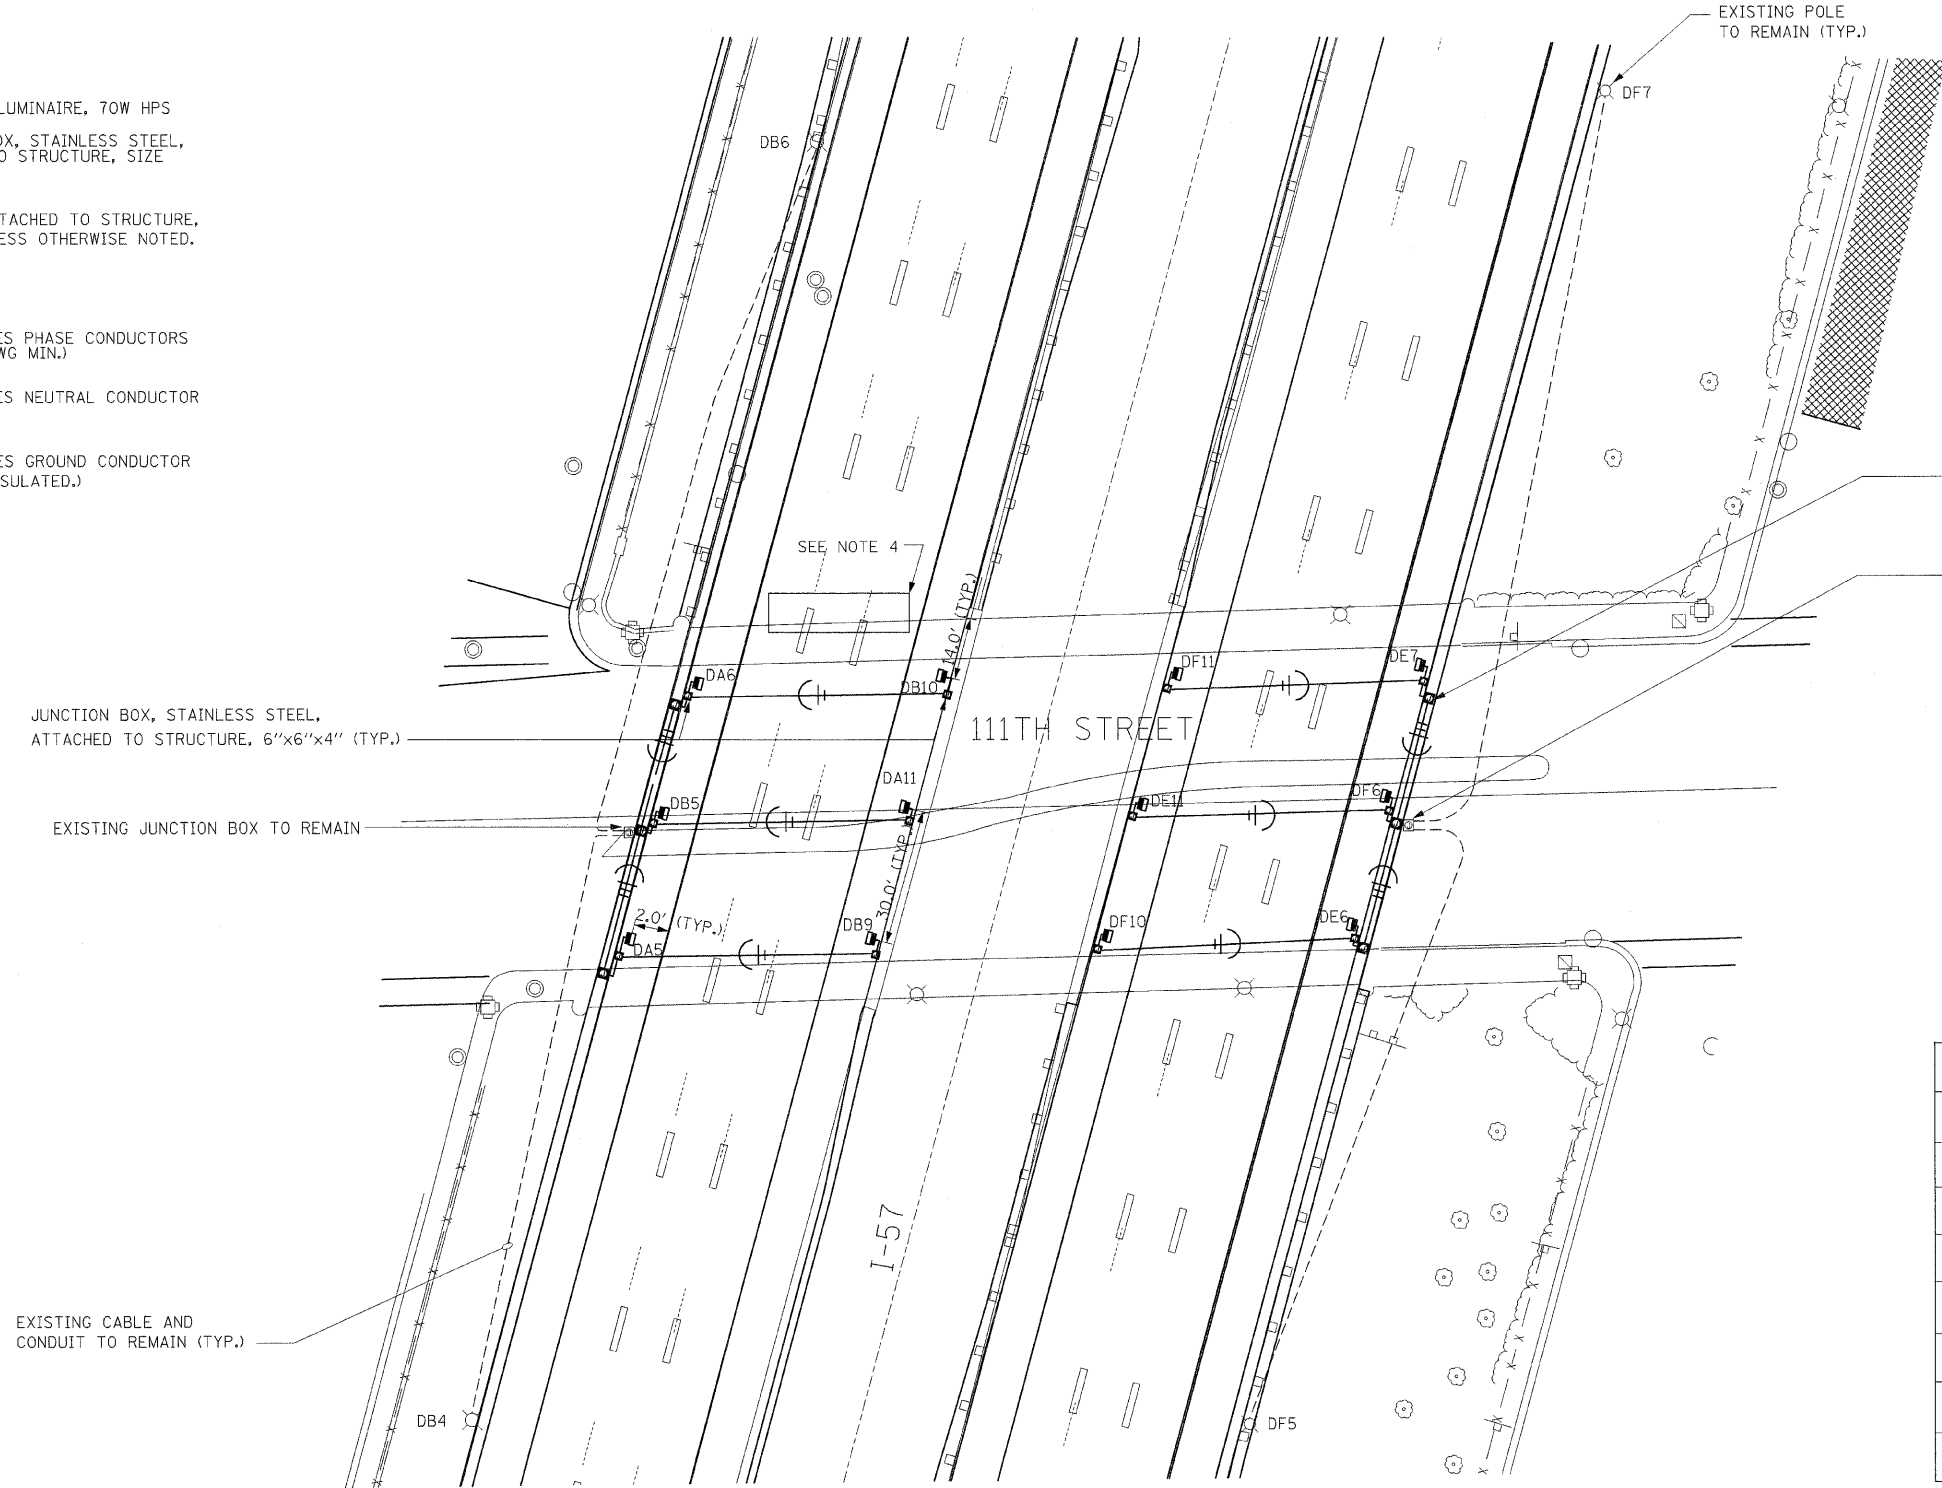 EXISTING POLE
TO REMAIN (TYP.)
LUMINAIRE, 70W HPS
OX, STAINLESS STEEL,
O STRUCTURE, SIZE
TTACHED TO STRUCTURE,
ESS OTHERWISE NOTED.
ES PHASE CONDUCTORS
WG MIN.)
ES NEUTRAL CONDUCTOR
ES GROUND CONDUCTOR
SULATED.)
DF7
DB6
SEE NOTE 4
14.0' (TYP.)
DA6
DB10
DF11
DE7
JUNCTION BOX, STAINLESS STEEL,
ATTACHED TO STRUCTURE, 6"x6"x4" (TYP.)
111TH STREET
DA11
DB5
DE11
DF6
EXISTING JUNCTION BOX TO REMAIN
30.0' (TYP.)
2.0' (TYP.)
DB9
DF10
DE6
DA5
I-57
EXISTING CABLE AND
CONDUIT TO REMAIN (TYP.)
DB4
DF5